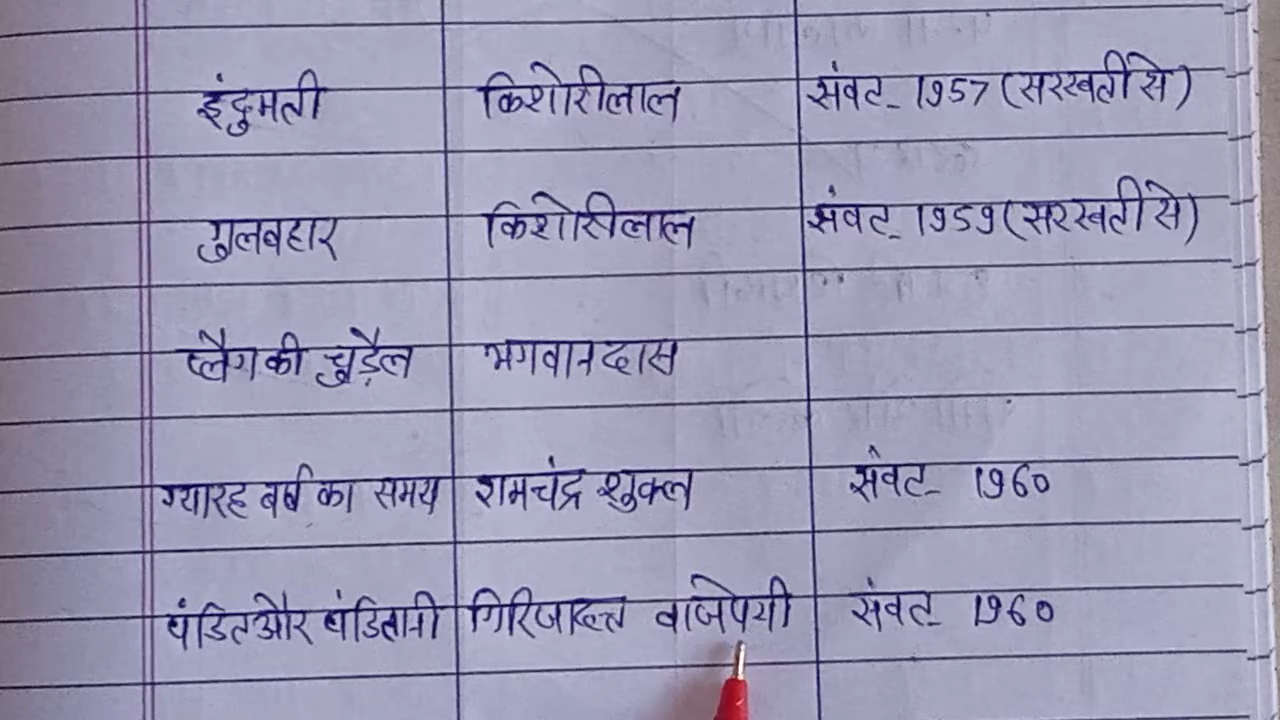 इंदुमती किशोरीलाल संवत् 1957 (सरस्वती से)
गुलबहार किशोरीलाल संवत् 1959 (सरस्वती से)
प्लैग की चुड़ैल भगवानदास
ग्यारह वर्ष का समय रामचंद्र शुक्ल संवत् 1960
पंडित और पंडितानी गिरिजादत्त वाजपेयी संवत् 1960